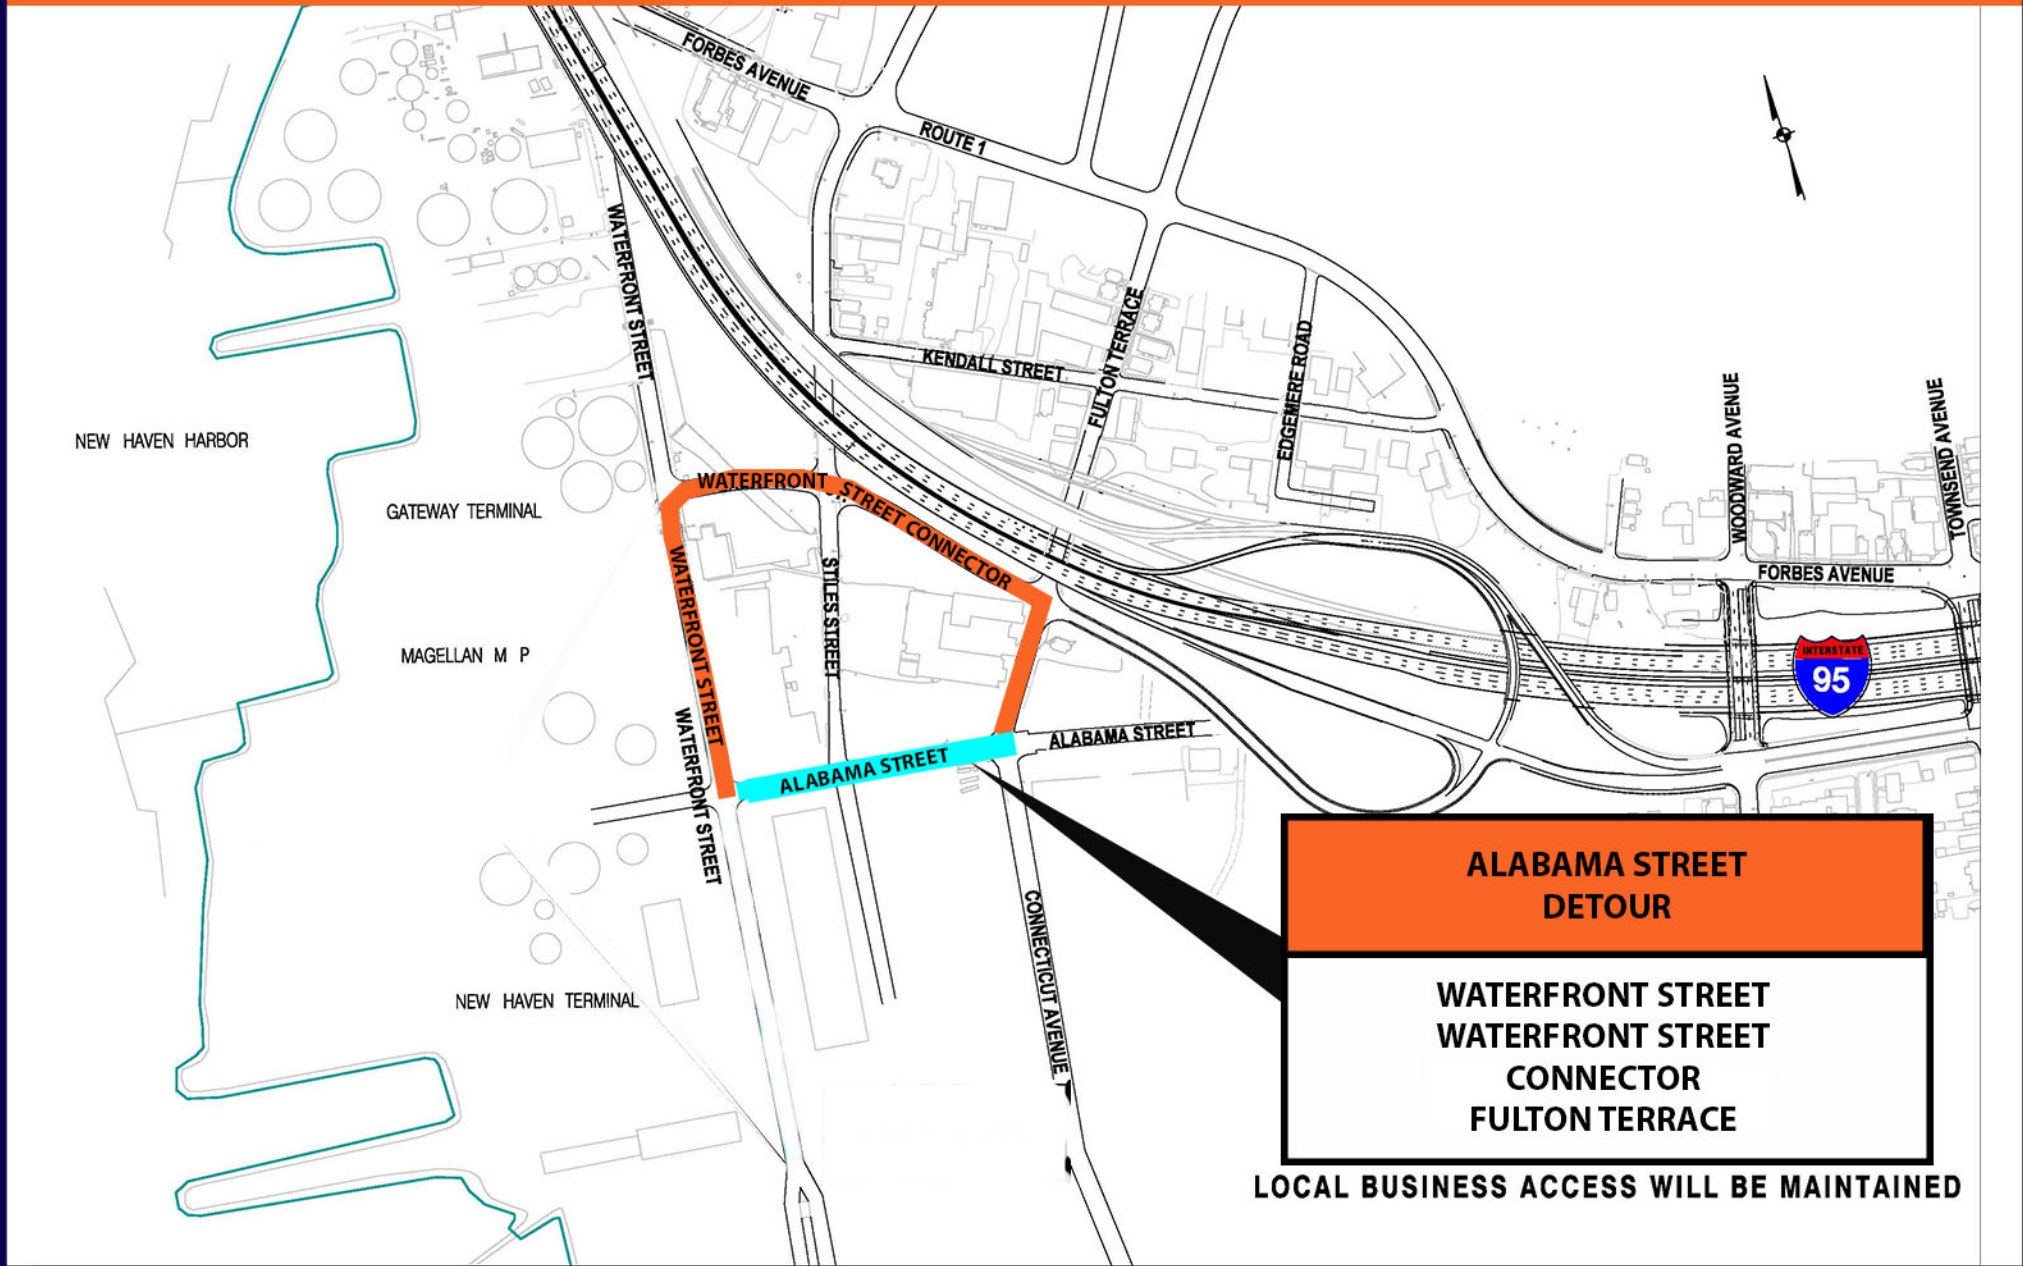 FORBES AVENUE
ROUTE 1
WATERFRONT STREET
KENDALL STREET
FULTON TERRACE
EDGEMERE ROAD
WOODWARD AVENUE
TOWNSEND AVENUE
NEW HAVEN HARBOR
GATEWAY TERMINAL
WATERFRONT STREET CONNECTOR
WATERFRONT STREET
STILES STREET
FORBES AVENUE
INTERSTATE
95
MAGELLAN M P
WATERFRONT STREET
ALABAMA STREET
ALABAMA STREET
CONNECTICUT AVENUE
NEW HAVEN TERMINAL
ALABAMA STREET
DETOUR
WATERFRONT STREET
WATERFRONT STREET
CONNECTOR
FULTON TERRACE
LOCAL BUSINESS ACCESS WILL BE MAINTAINED